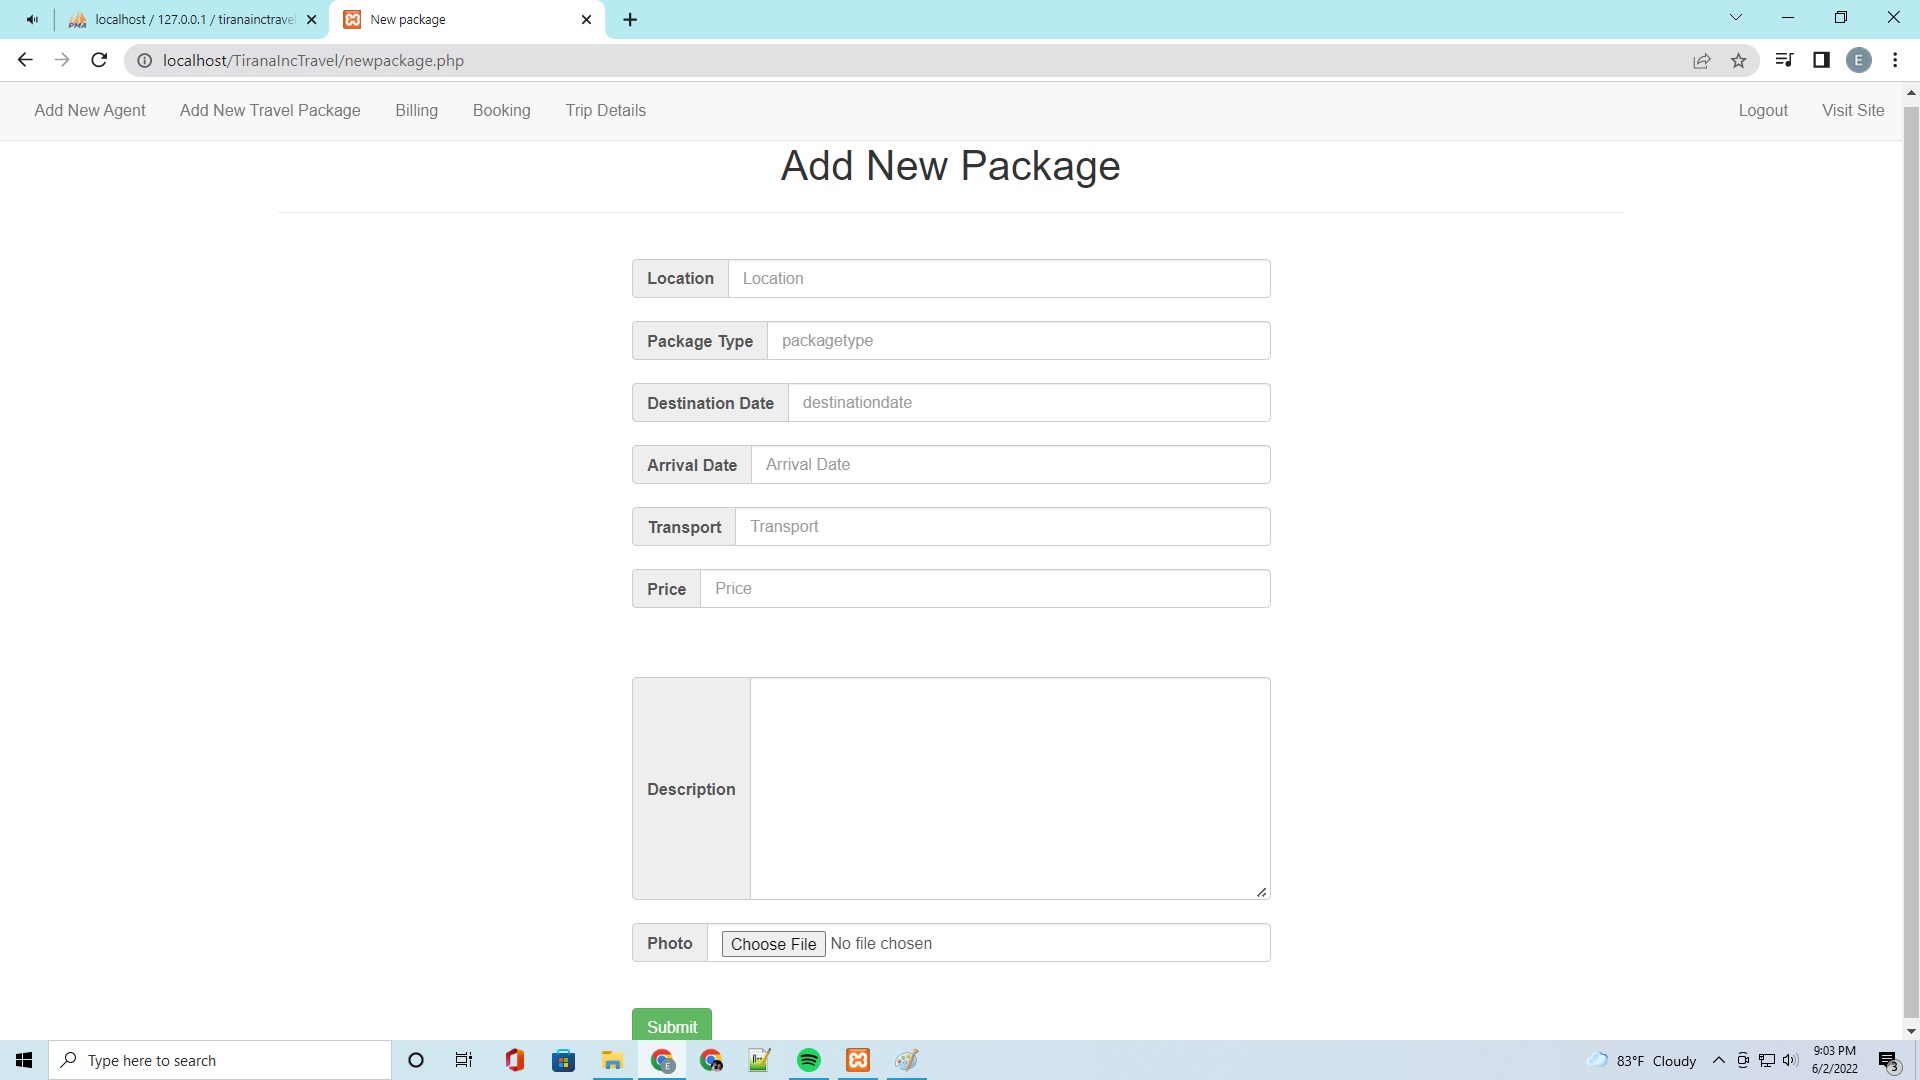 localhost / 127.0.0.1 / tiranainctrave
New package
localhost/TiranaIncTravel/newpackage.php
E
Add New Agent
Add New Travel Package
Billing
Booking
Trip Details
Logout
Visit Site
Add New Package
Location
Location
Package Type
packagetype
Destination Date
destinationdate
Arrival Date
Arrival Date
Transport
Transport
Price
Price
Description
Photo
Choose File
No file chosen
Submit
Type here to search
83°F Cloudy
9:03 PM
6/2/2022
3